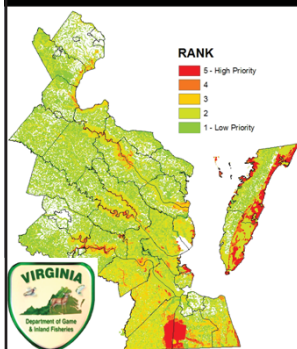 RANK
5 - High Priority
4
3
2
1 - Low Priority
VIRGINIA
Department of Game
& Inland Fisheries